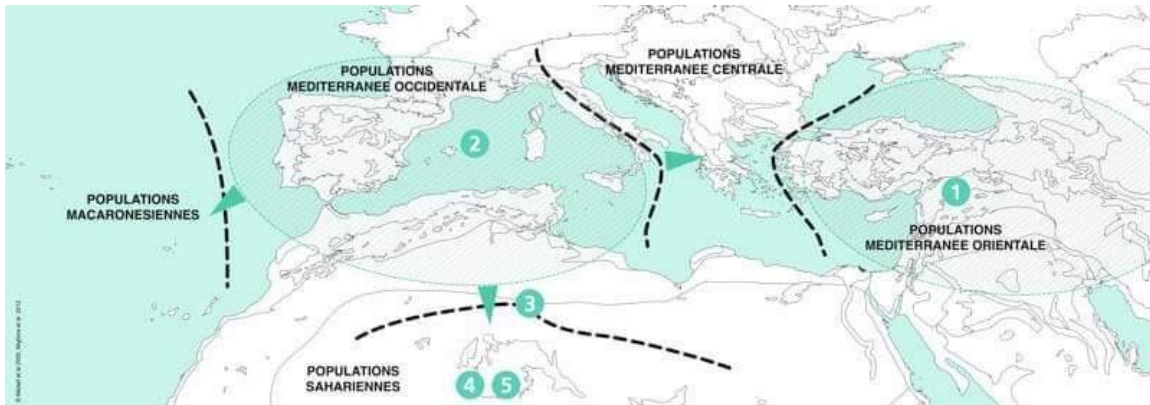 POPULATIONS
MEDITERRANEE OCCIDENTALE
POPULATIONS
MEDITERRANEE CENTRALE
2
1
POPULATIONS
MACARONESIENNES
POPULATIONS
MEDITERRANEE ORIENTALE
3
POPULATIONS
SAHARIENNES
4 5